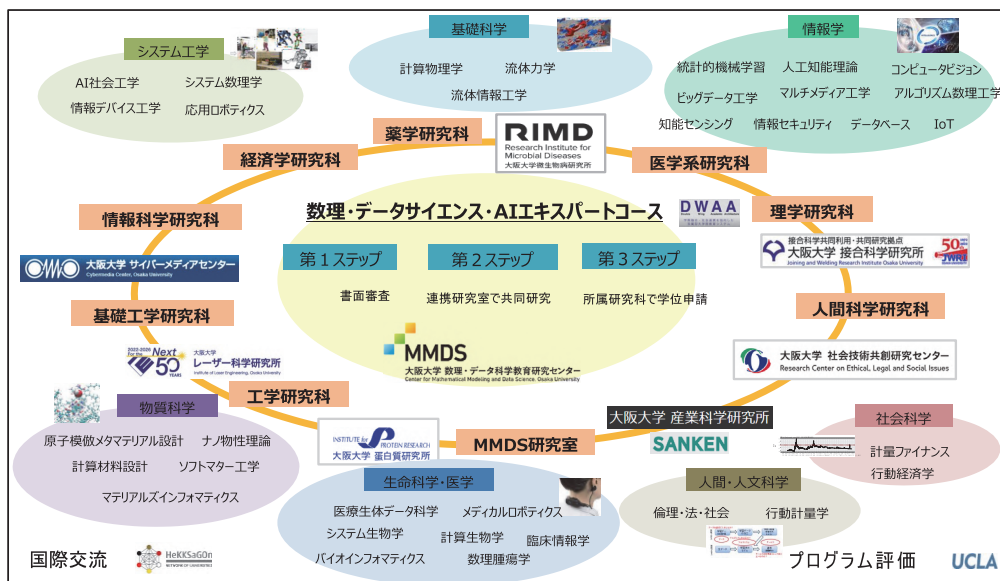 システム工学
AI社会工学
システム数理学
情報デバイス工学
応用ロボティクス
基礎科学
計算物理学
流体力学
流体情報工学
情報学
統計的機械学習
人工知能理論
コンピュータビジョン
ビッグデータ工学
マルチメディア工学
アルゴリズム数理工学
知能センシング
情報セキュリティ
データベース
IoT
薬学研究科
RIMD
Research Institute for
Microbial Diseases
大阪大学微生物病研究所
経済学研究科
医学系研究科
情報科学研究科
数理・データサイエンス・AIエキスパートコース
DWAA
理学研究科
大阪大学 サイバーメディアセンター
Cybermedia Center, Osaka University
第1ステップ
第2ステップ
第3ステップ
接合科学共同利用・共同研究拠点
大阪大学 接合科学研究所
Joining and Welding Research Institute Osaka University
50
JWRI
書面審査
連携研究室で共同研究
所属研究科で学位申請
基礎工学研究科
人間科学研究科
MMDS
大阪大学 数理・データ科学教育研究センター
Center for Mathematical Modeling and Data Science, Osaka University
2022-2026
For the
Next
50
YEARS
大阪大学
レーザー科学研究所
Institute of Laser Engineering, Osaka University
大阪大学 社会技術共創研究センター
Research Center on Ethical, Legal and Social Issues
工学研究科
物質科学
原子模倣メタマテリアル設計
ナノ物性理論
計算材料設計
ソフトマター工学
マテリアルズインフォマティクス
INSTITUTE for
PROTEIN RESEARCH
大阪大学 蛋白質研究所
MMDS研究室
大阪大学 産業科学研究所
SANKEN
社会科学
計量ファイナンス
行動経済学
生命科学・医学
医療生体データ科学
メディカルロボティクス
システム生物学
計算生物学
臨床情報学
バイオインフォマティクス
数理腫瘍学
人間・人文科学
倫理・法・社会
行動計量学
国際交流
HeKKSaGOn
NETWORK OF UNIVERSITIES
プログラム評価
UCLA